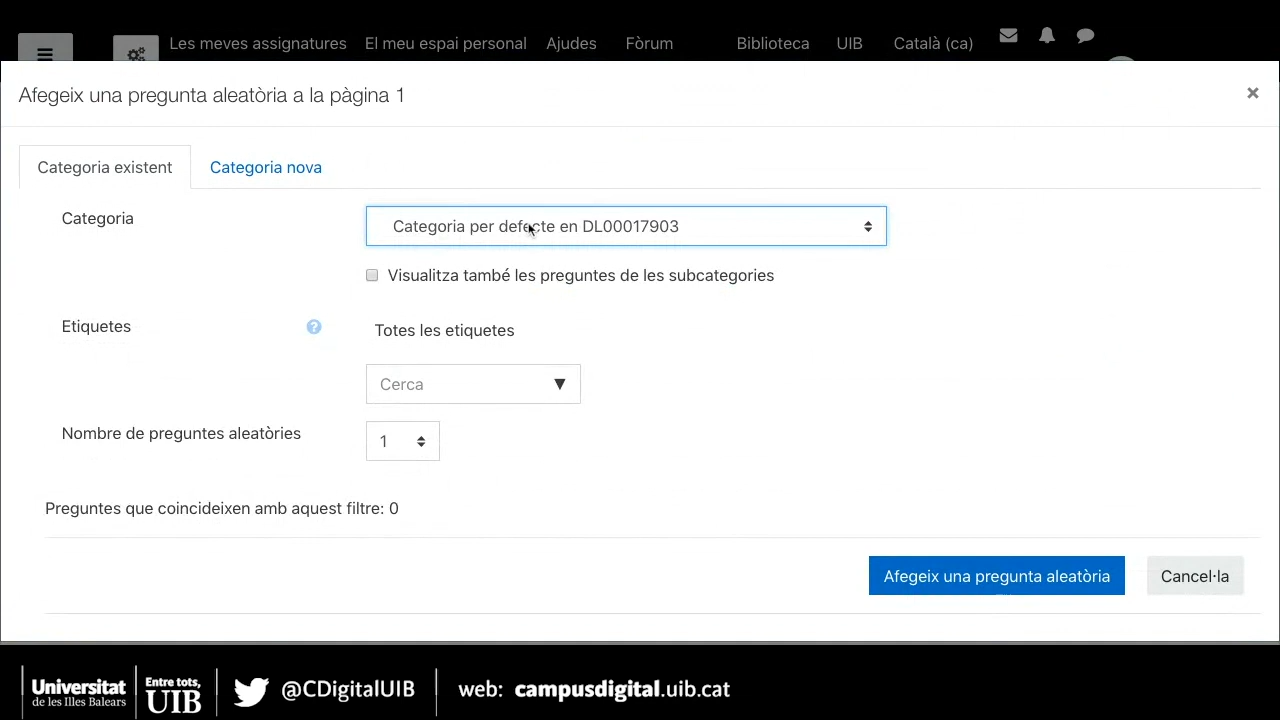 Les meves assignatures El meu espai personal Ajudes Fòrum Biblioteca UIB Català (ca)
Afegeix una pregunta aleatòria a la pàgina 1
×
Categoria existent Categoria nova
Categoria
Categoria per defecte en DL00017903
Visualitza també les preguntes de les subcategories
Etiquetes ?
Totes les etiquetes
Cerca
Nombre de preguntes aleatòries
1
Preguntes que coincideixen amb aquest filtre: 0
Afegeix una pregunta aleatòria Cancel·la
Universitat
de les Illes Balears
Entre tots,
UIB
@CDigitalUIB
web: campusdigital.uib.cat